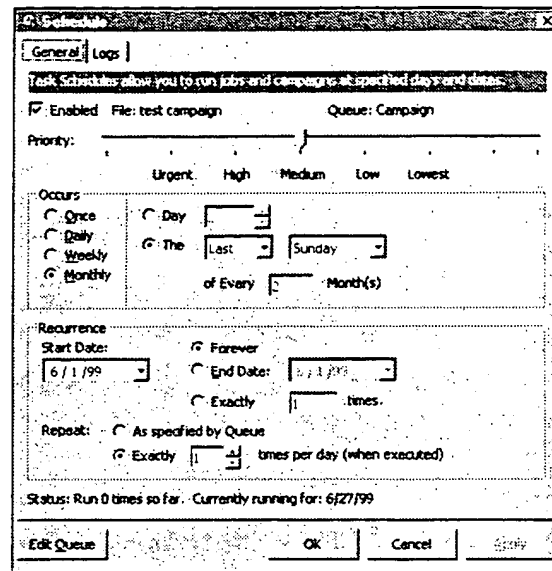 Schedule
General Logs
Task Schedules allow you to run jobs and campaigns at specified days and dates.
Enabled File: test campaign Queue: Campaign
Priority:
Urgent High Medium Low Lowest
Occurs
Once
Daily
Weekly
Monthly
Day
The Last Sunday
of Every 2 Month(s)
Recurrence
Start Date:
6 / 1 /99
Forever
End Date: 6 / 1 /99
Exactly 1 times.
Repeat: As specified by Queue
Exactly 1 times per day (when executed)
Status: Run 0 times so far. Currently running for: 6/27/99
Edit Queue OK Cancel Apply